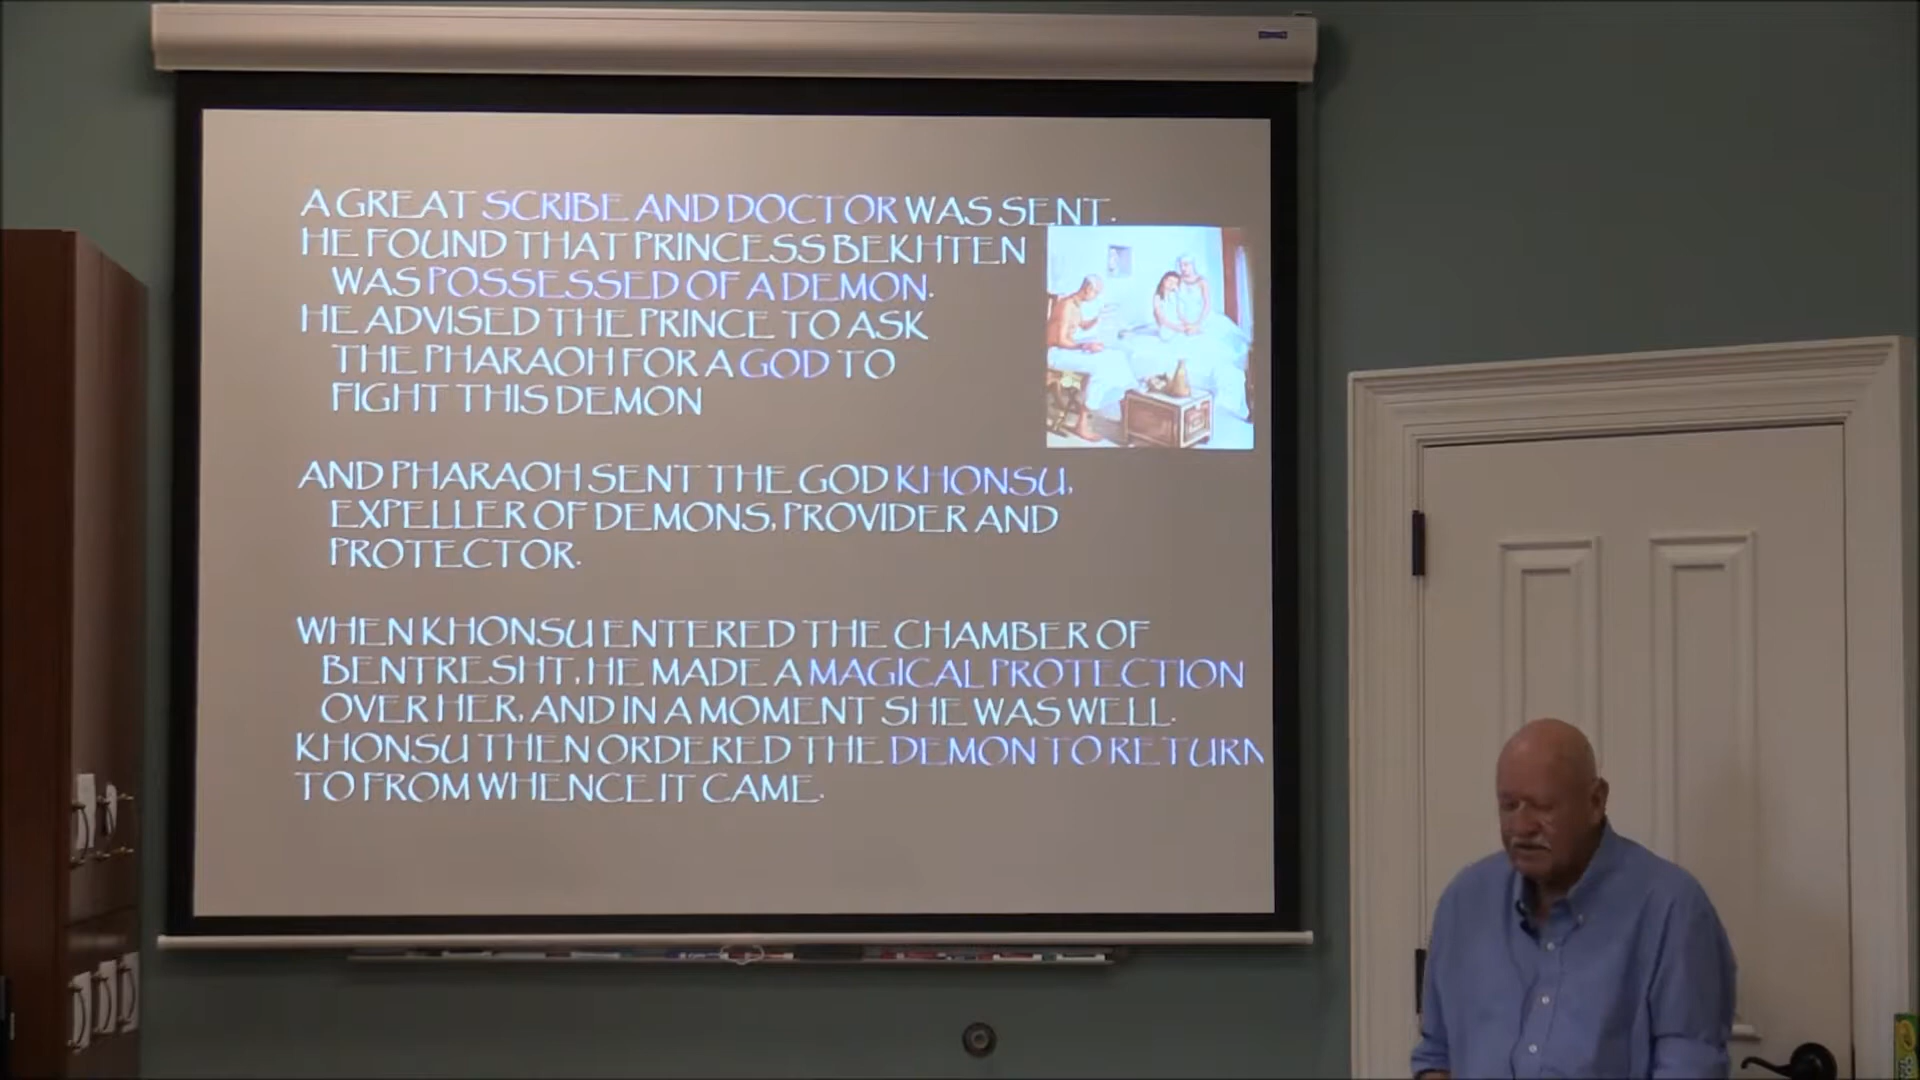 A GREAT SCRIBE AND DOCTOR WAS SENT.
HE FOUND THAT PRINCESS BEKHTEN
WAS POSSESSED OF A DEMON.
HE ADVISED THE PRINCE TO ASK
THE PHARAOH FOR A GOD TO
FIGHT THIS DEMON
AND PHARAOH SENT THE GOD KHONSU,
EXPELLER OF DEMONS, PROVIDER AND
PROTECTOR.
WHEN KHONSU ENTERED THE CHAMBER OF
BENTRESHT, HE MADE A MAGICAL PROTECTION
OVER HER, AND IN A MOMENT SHE WAS WELL.
KHONSU THEN ORDERED THE DEMON TO RETURN
TO FROM WHENCE IT CAME.